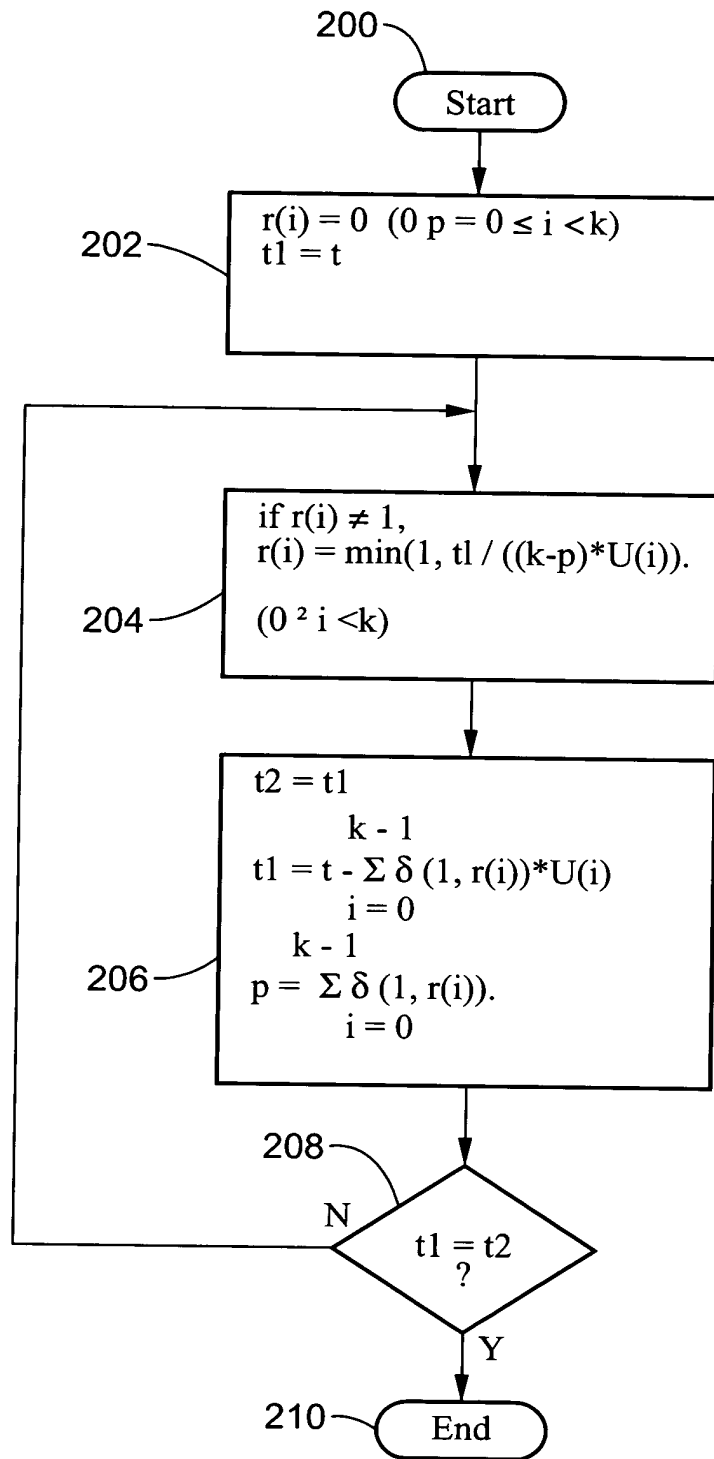 200
Start
202
r(i) = 0 (0 p = 0 ≤ i < k)
t1 = t
204
if r(i) ≠ 1,
r(i) = min(1, tl / ((k-p)*U(i)).
(0 ² i <k)
206
t2 = t1
k - 1
t1 = t - Σ δ (1, r(i))*U(i)
i = 0
k - 1
p = Σ δ (1, r(i)).
i = 0
208
N
t1 = t2
?
Y
210
End